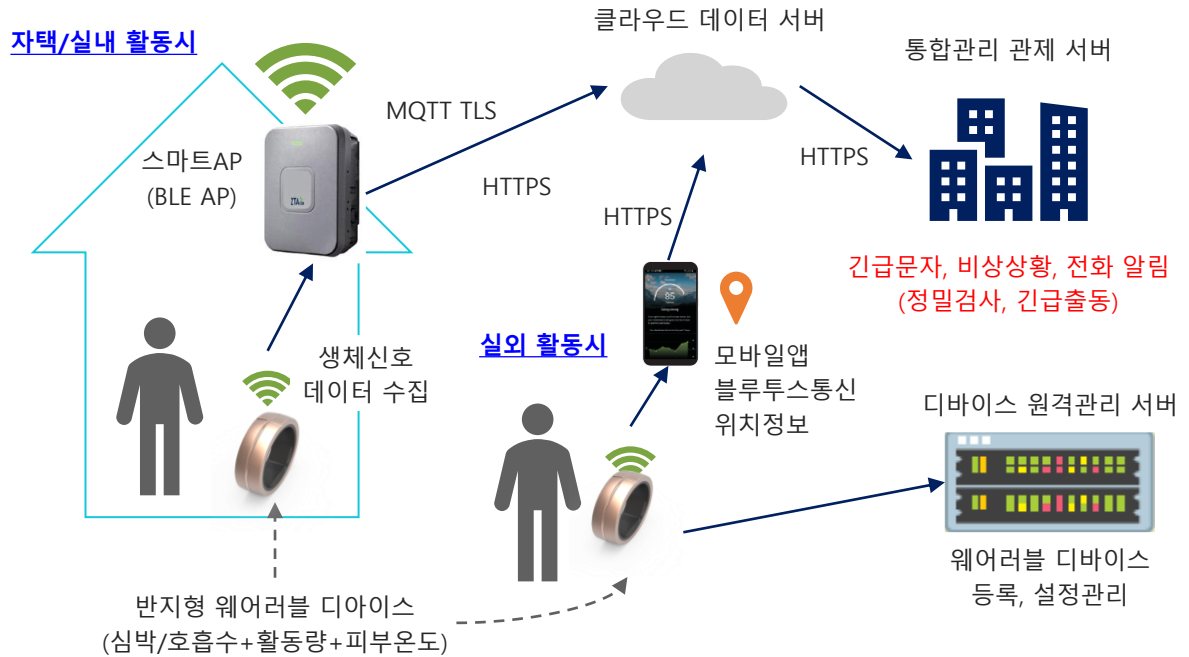 자택/실내 활동시
클라우드 데이터 서버
통합관리 관제 서버
MQTT TLS
HTTPS
스마트AP
(BLE AP)
HTTPS
HTTPS
생체신호
데이터 수집
긴급문자, 비상상황, 전화 알림
(정밀검사, 긴급출동)
실외 활동시
85
모바일앱
블루투스통신
위치정보
디바이스 원격관리 서버
웨어러블 디바이스
등록, 설정관리
반지형 웨어러블 디아이스
(심박/호흡수+활동량+피부온도)